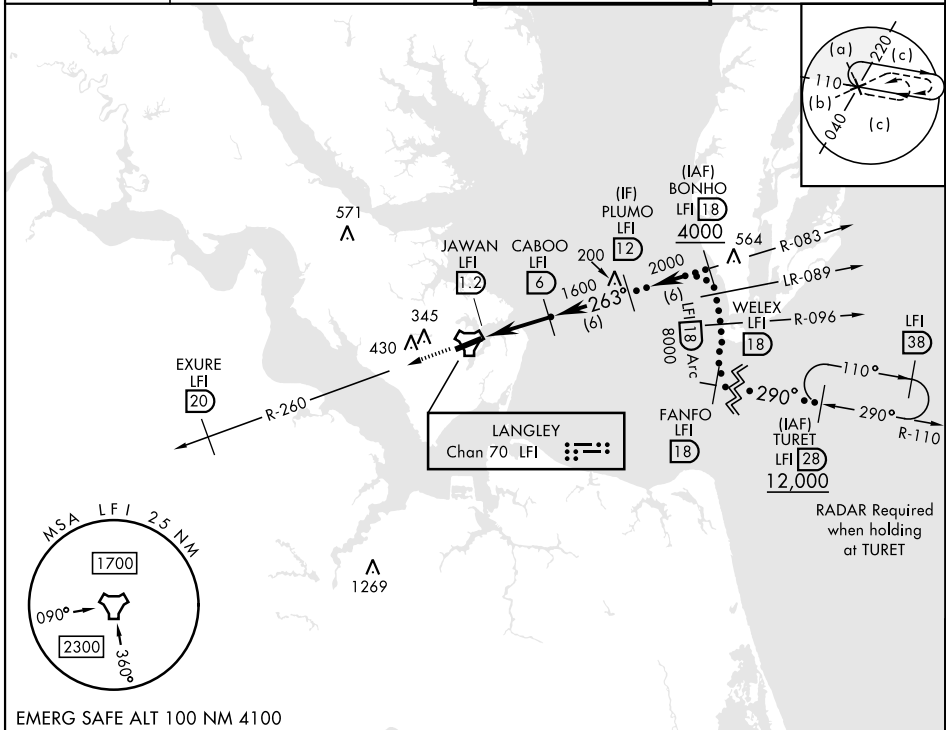 (a)
220
(c)
110
(b)
040
(c)
(IAF)
BONHO
LFI 18
4000
571
(IF)
PLUMO
LFI
12
564
R-083
JAWAN
LFI
1.2
CABOO
LFI
6
200
2000
LR-089
1600
263°
(6)
(6)
WELEX
LFI
18
R-096
LFI 18 Arc
8000
345
430
LFI
38
EXURE
LFI
20
110°
R-260
290°
290°
R-110
FANFO
LFI
18
(IAF)
TURET
LFI 28
12,000
LANGLEY
Chan 70 LFI
RADAR Required
when holding
at TURET
MSA LFI 25 NM
1700
090°
2300
360°
1269
EMERG SAFE ALT 100 NM 4100